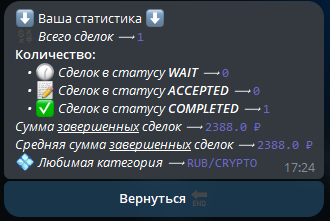 ⬇️ Ваша статистика ⬇️
Всего сделок ⟶ 1
Количество:
• 🕜 Сделок в статусу WAIT ⟶ 0
• 📝 Сделок в статусу ACCEPTED ⟶ 0
• ✅ Сделок в статусу COMPLETED ⟶ 1
Сумма завершенных сделок ⟶ 2388.0 ₽
Средняя сумма завершенных сделок ⟶ 2388.0 ₽
💠 Любимая категория ⟶ RUB/CRYPTO
17:24
Вернуться 🔚